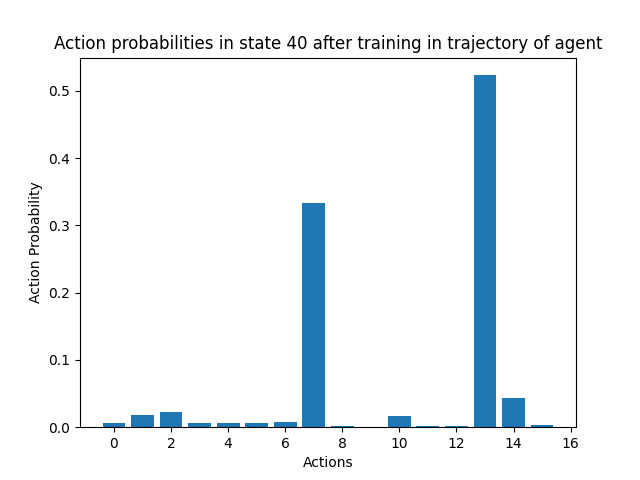 Action probabilities in state 40 after training in trajectory of agent
0.5
0.4
0.3
0.2
0.1
0.0
Action Probability
0 2 4 6 8 10 12 14 16
Actions